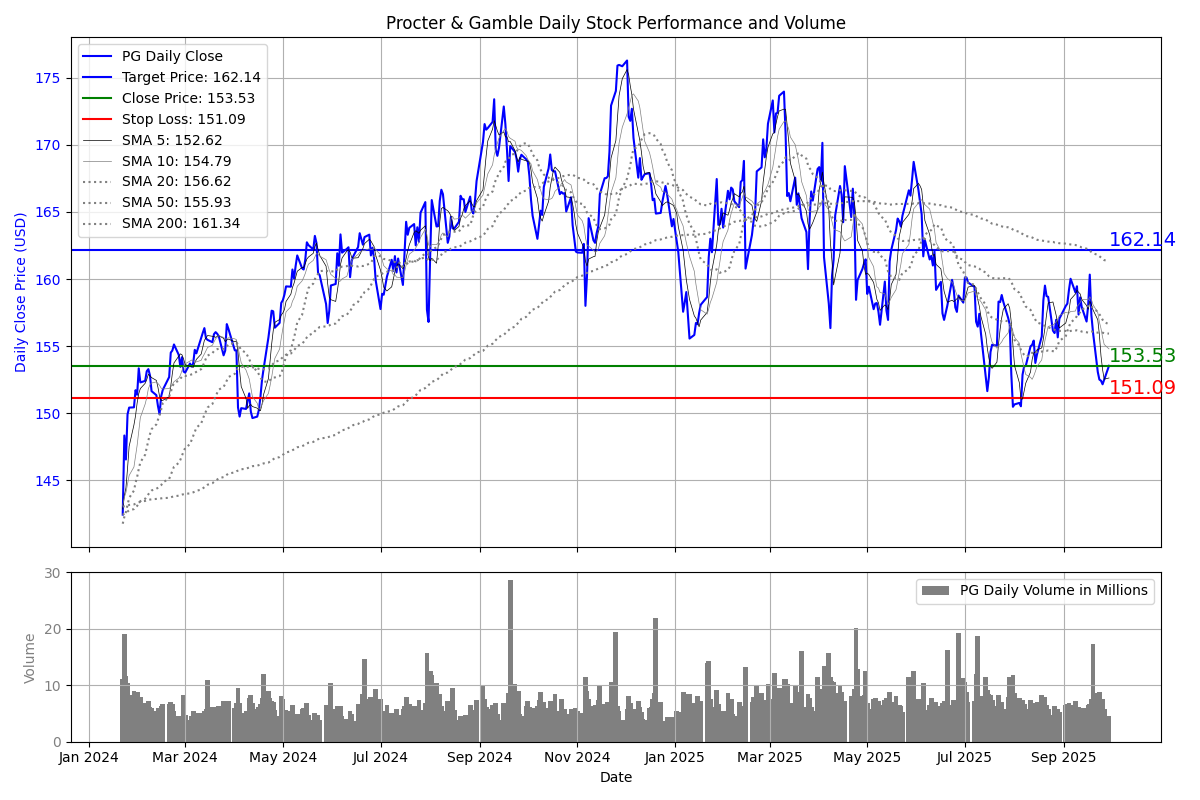 Procter & Gamble Daily Stock Performance and Volume
Daily Close Price (USD)
175
170
165
160
155
150
145
PG Daily Close
Target Price: 162.14
Close Price: 153.53
Stop Loss: 151.09
SMA 5: 152.62
SMA 10: 154.79
SMA 20: 156.62
SMA 50: 155.93
SMA 200: 161.34
162.14
153.53
151.09
Volume
30
20
10
0
PG Daily Volume in Millions
Jan 2024 Mar 2024 May 2024 Jul 2024 Sep 2024 Nov 2024 Jan 2025 Mar 2025 May 2025 Jul 2025 Sep 2025
Date